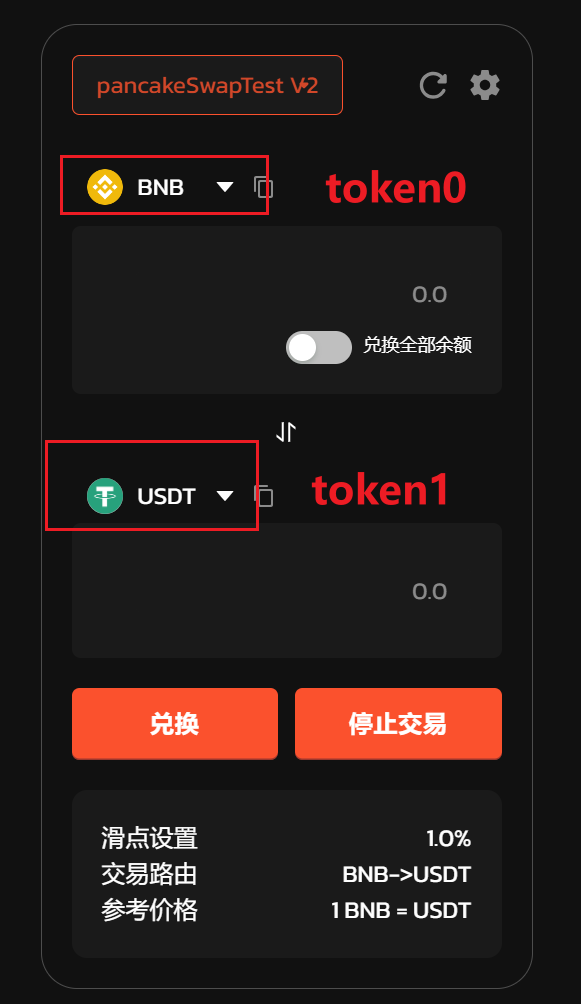 pancakeSwapTest V2
BNB token0
0.0
兑换全部余额
USDT token1
0.0
兑换 停止交易
滑点设置 1.0%
交易路由 BNB->USDT
参考价格 1 BNB = USDT